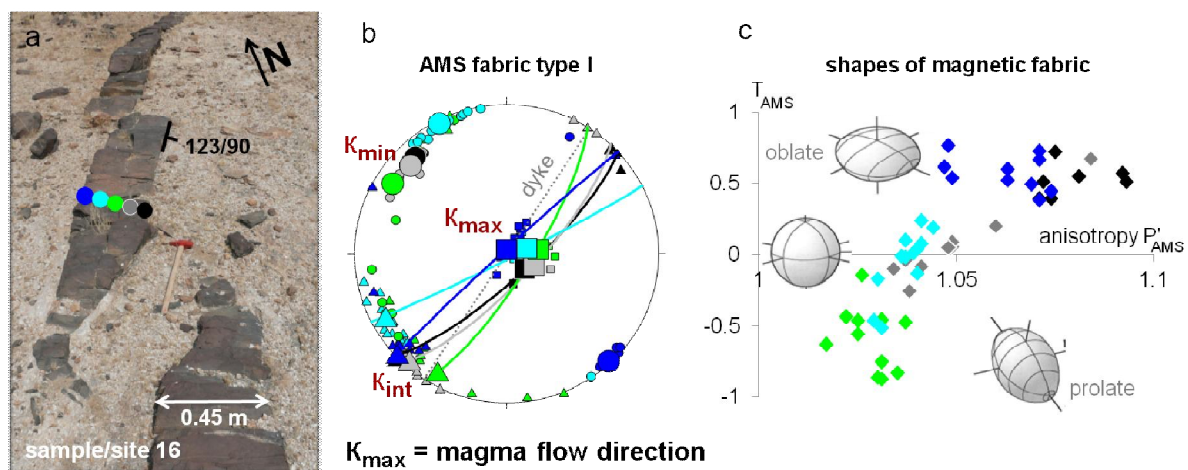 a
N
123/90
0.45 m
sample/site 16
b
AMS fabric type I
Kmin
dyke
Kmax
Kint
Kmax = magma flow direction
c
shapes of magnetic fabric
TAMS
1
oblate
0.5
anisotropy P'AMS
0
1
1.05
1.1
-0.5
prolate
-1